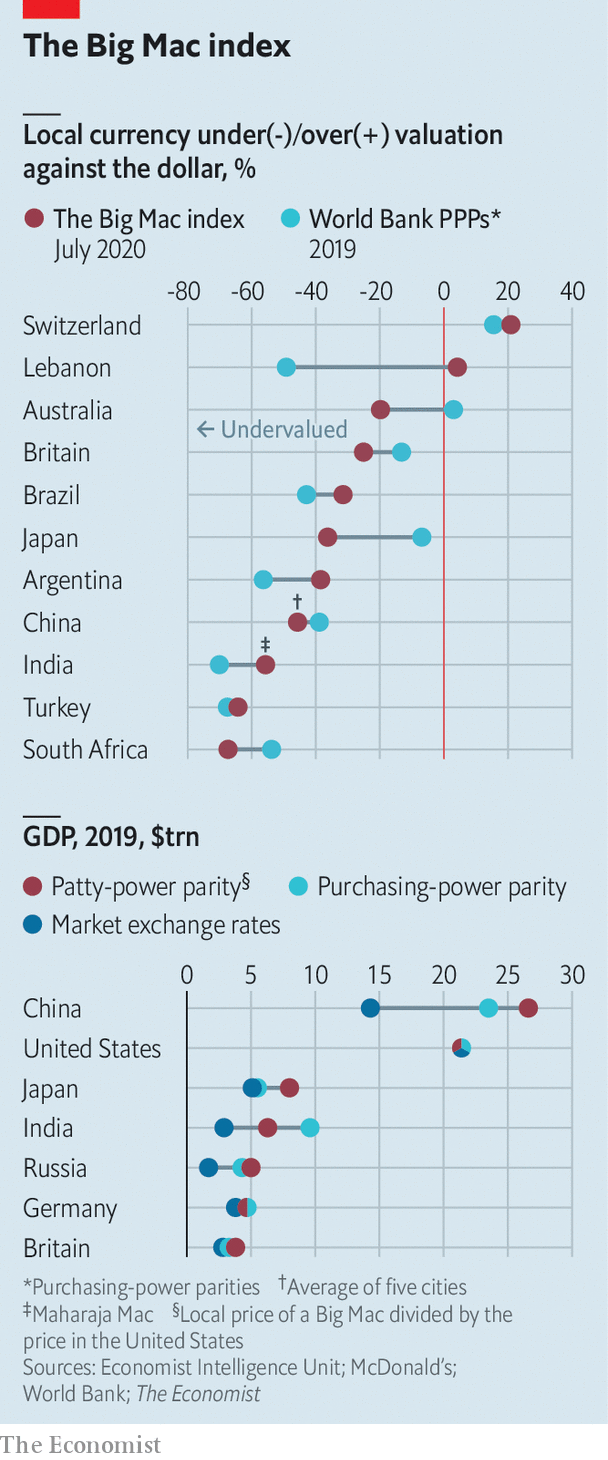 The Big Mac index
Local currency under(-)/over(+) valuation
against the dollar, %
The Big Mac index
July 2020
World Bank PPPs*
2019
-80 -60 -40 -20 0 20 40
Switzerland
Lebanon
Australia
← Undervalued
Britain
Brazil
Japan
Argentina
†
China
‡
India
Turkey
South Africa
GDP, 2019, $trn
Patty-power parity§ Purchasing-power parity
Market exchange rates
0 5 10 15 20 25 30
China
United States
Japan
India
Russia
Germany
Britain
*Purchasing-power parities †Average of five cities
‡Maharaja Mac §Local price of a Big Mac divided by the
price in the United States
Sources: Economist Intelligence Unit; McDonald's;
World Bank; The Economist
The Economist